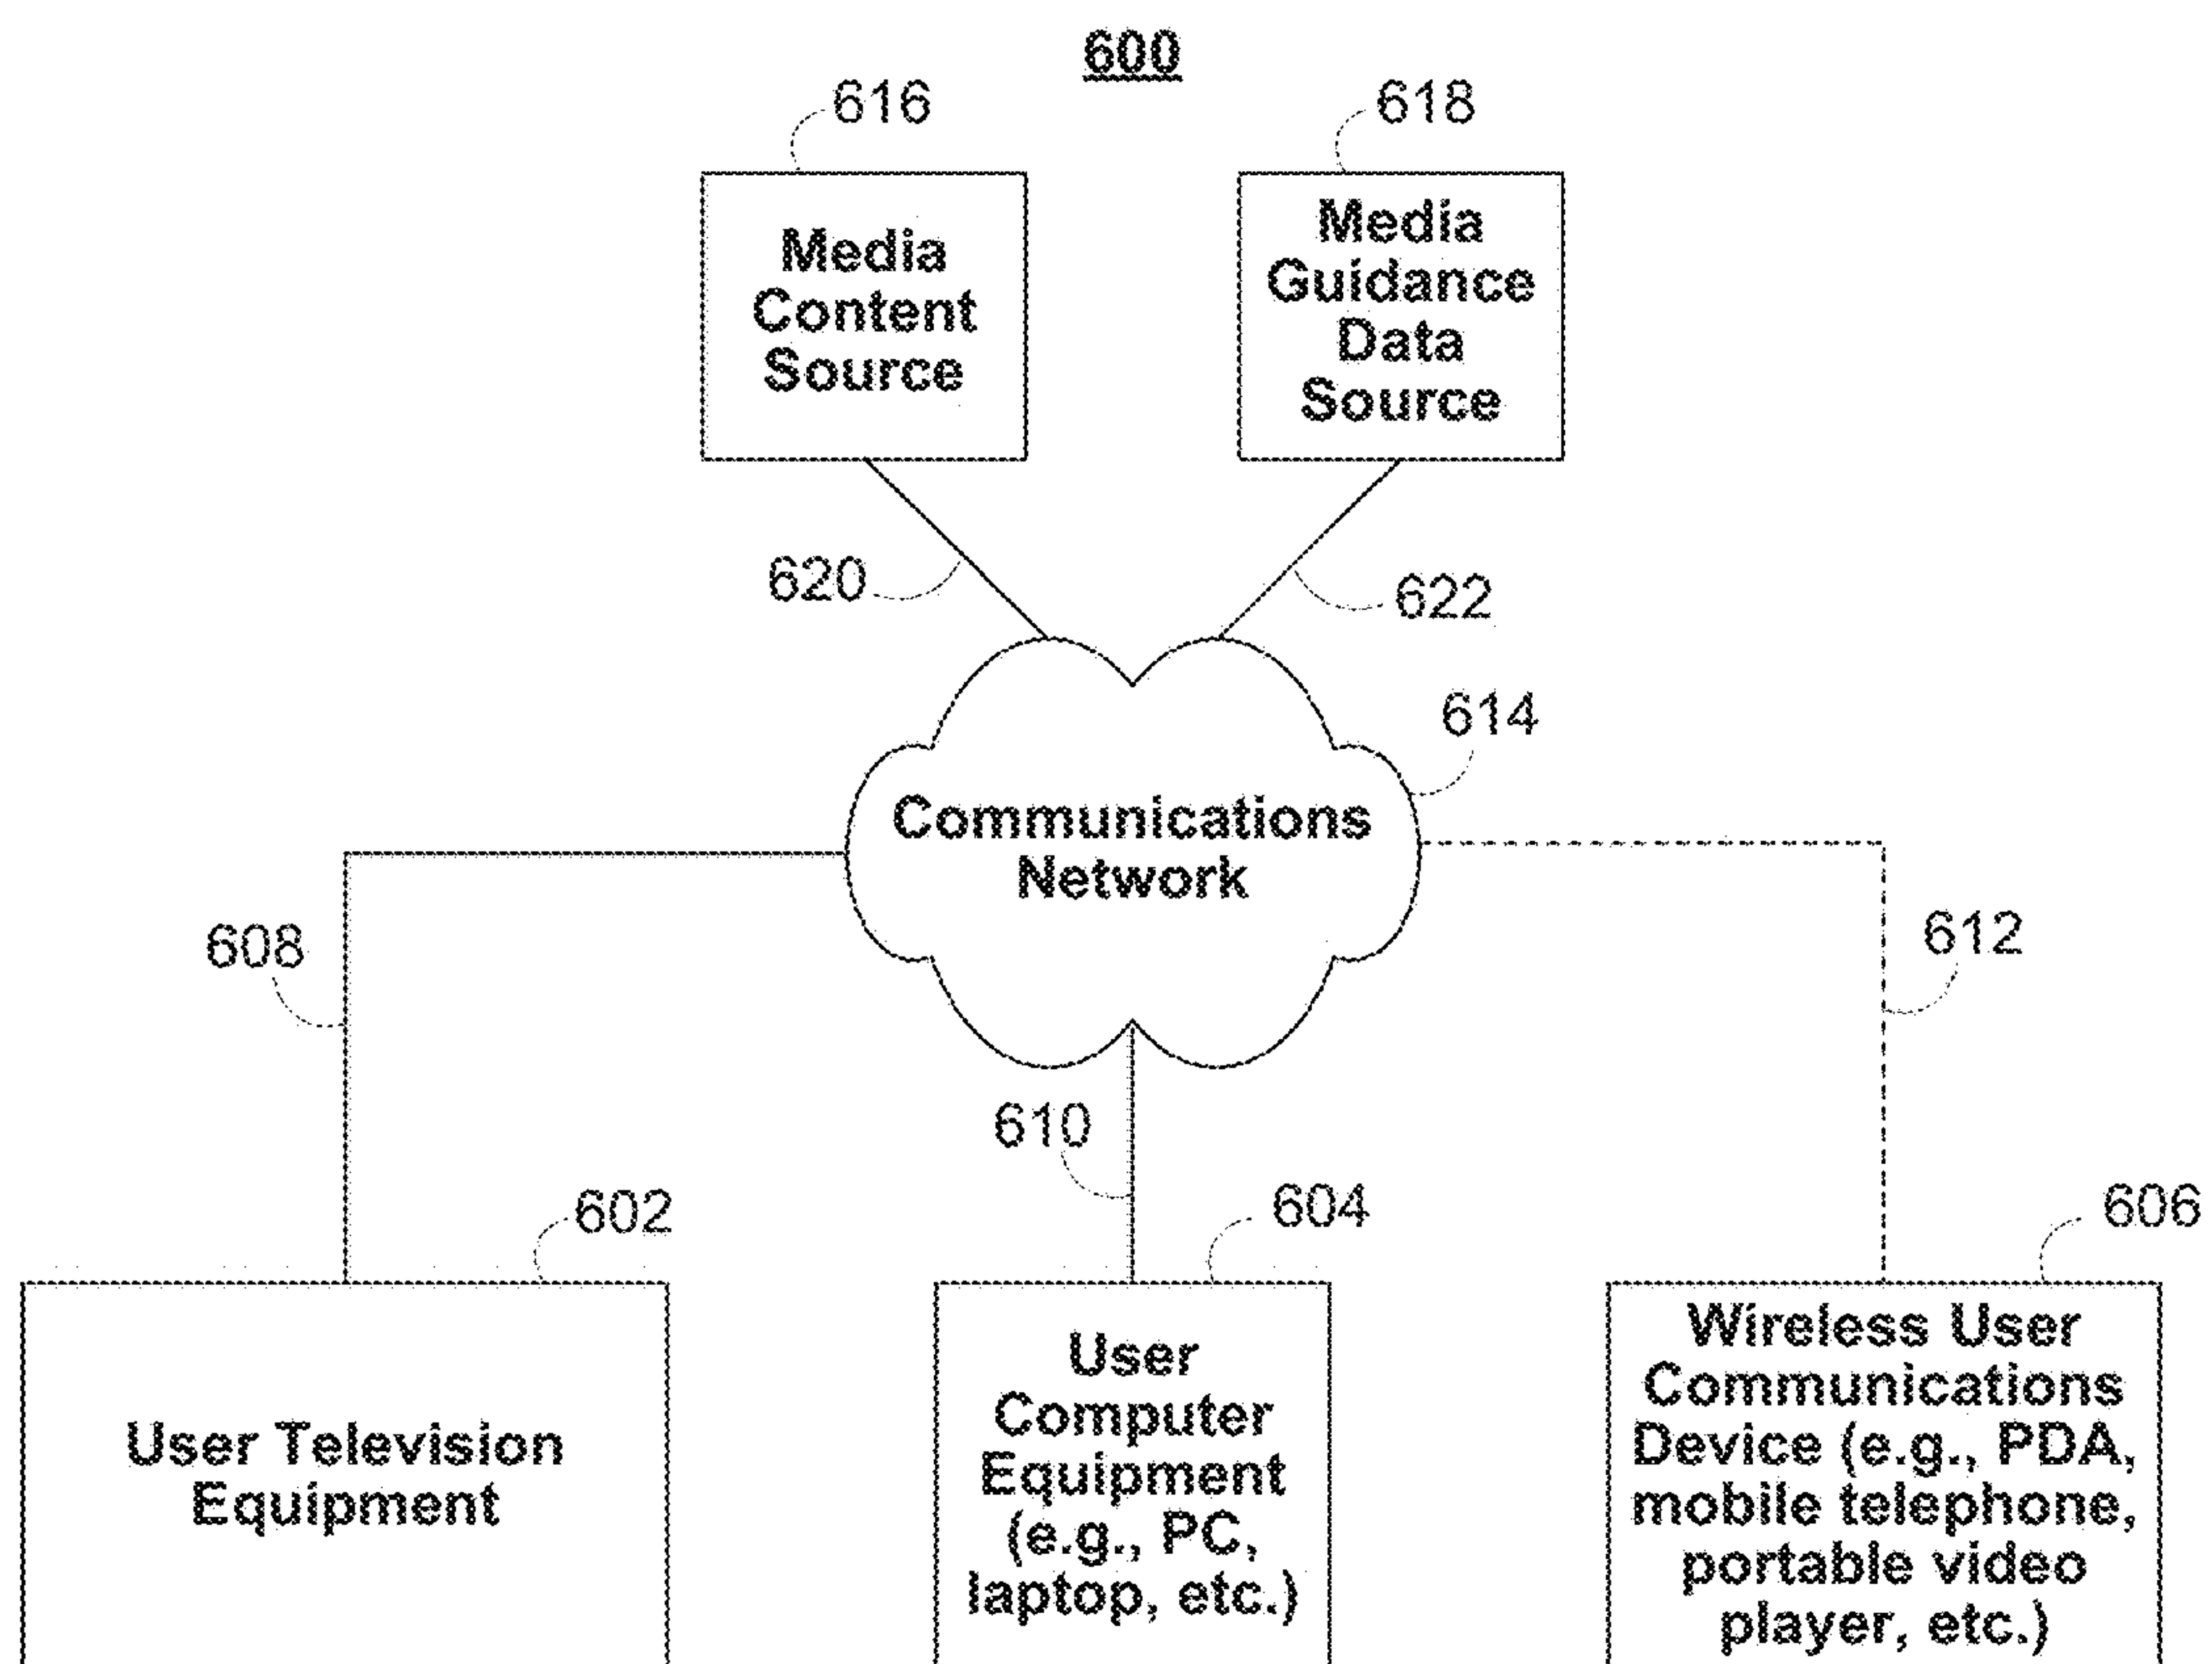 600
616
618
Media
Content
Source
Media
Guidance
Data
Source
620
622
614
Communications
Network
608
612
610
602
604
606
User Television
Equipment
User
Computer
Equipment
(e.g., PC,
laptop, etc.)
Wireless User
Communications
Device (e.g., PDA,
mobile telephone,
portable video
player, etc.)